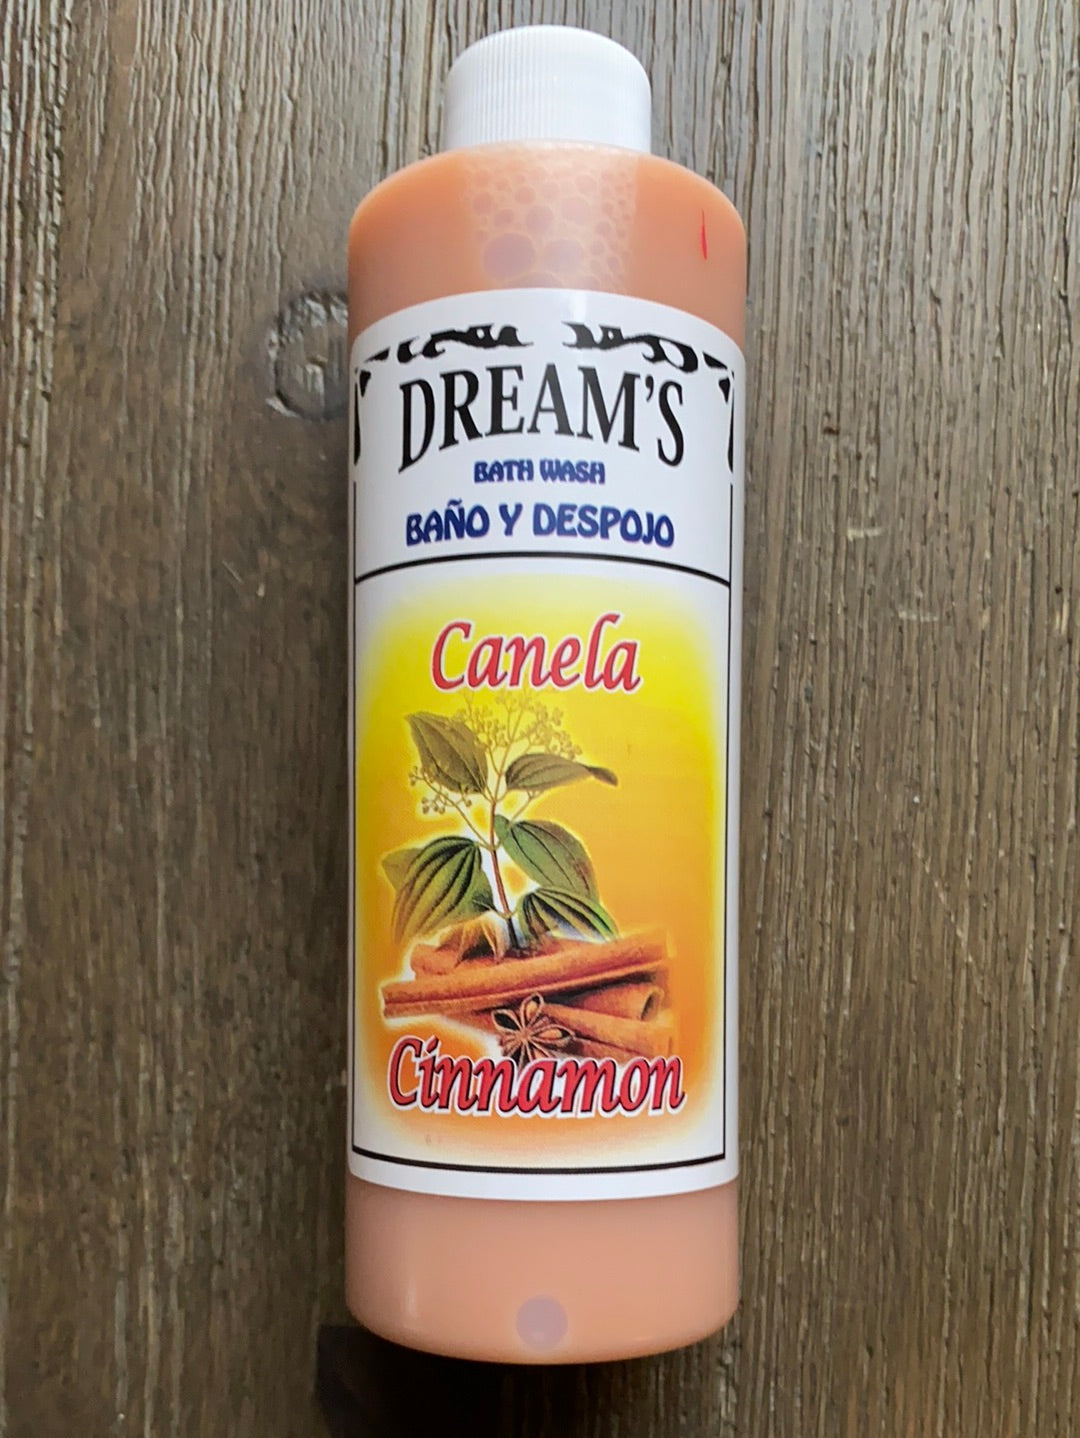 DREAM'S
BATH WASH
BAÑO Y DESPOJO
Canela
Cinnamon